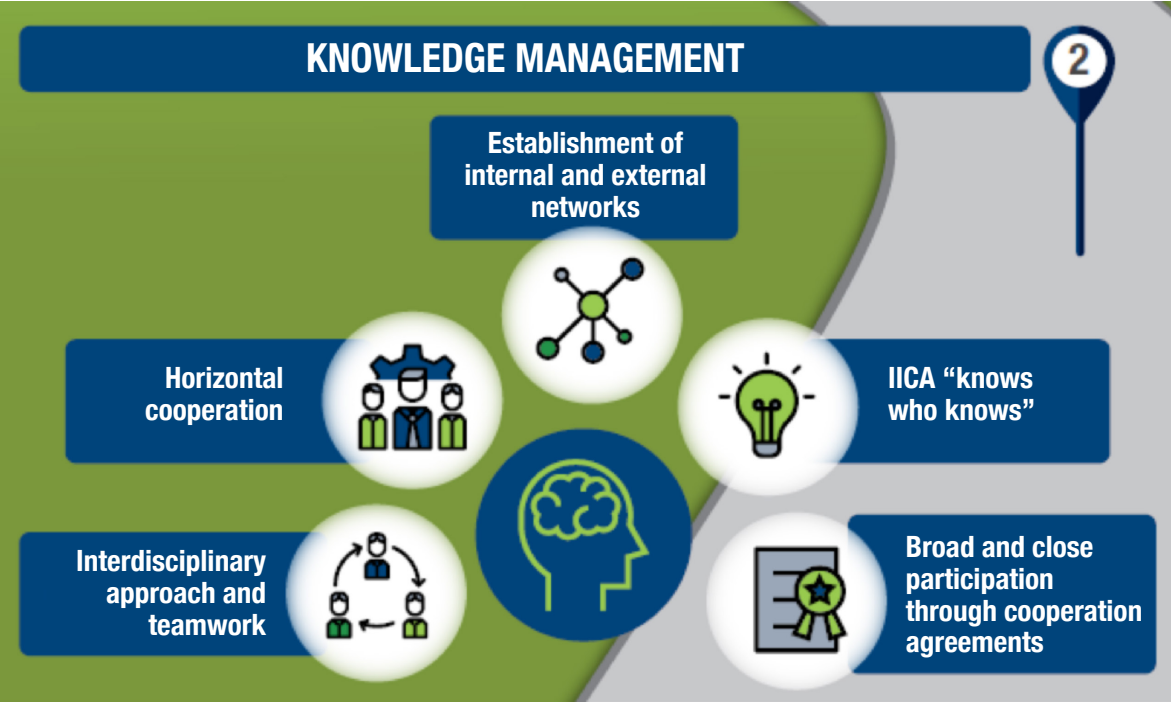 KNOWLEDGE MANAGEMENT
2
Establishment of
internal and external
networks
Horizontal
cooperation
IICA “knows
who knows”
Interdisciplinary
approach and
teamwork
Broad and close
participation
through cooperation
agreements